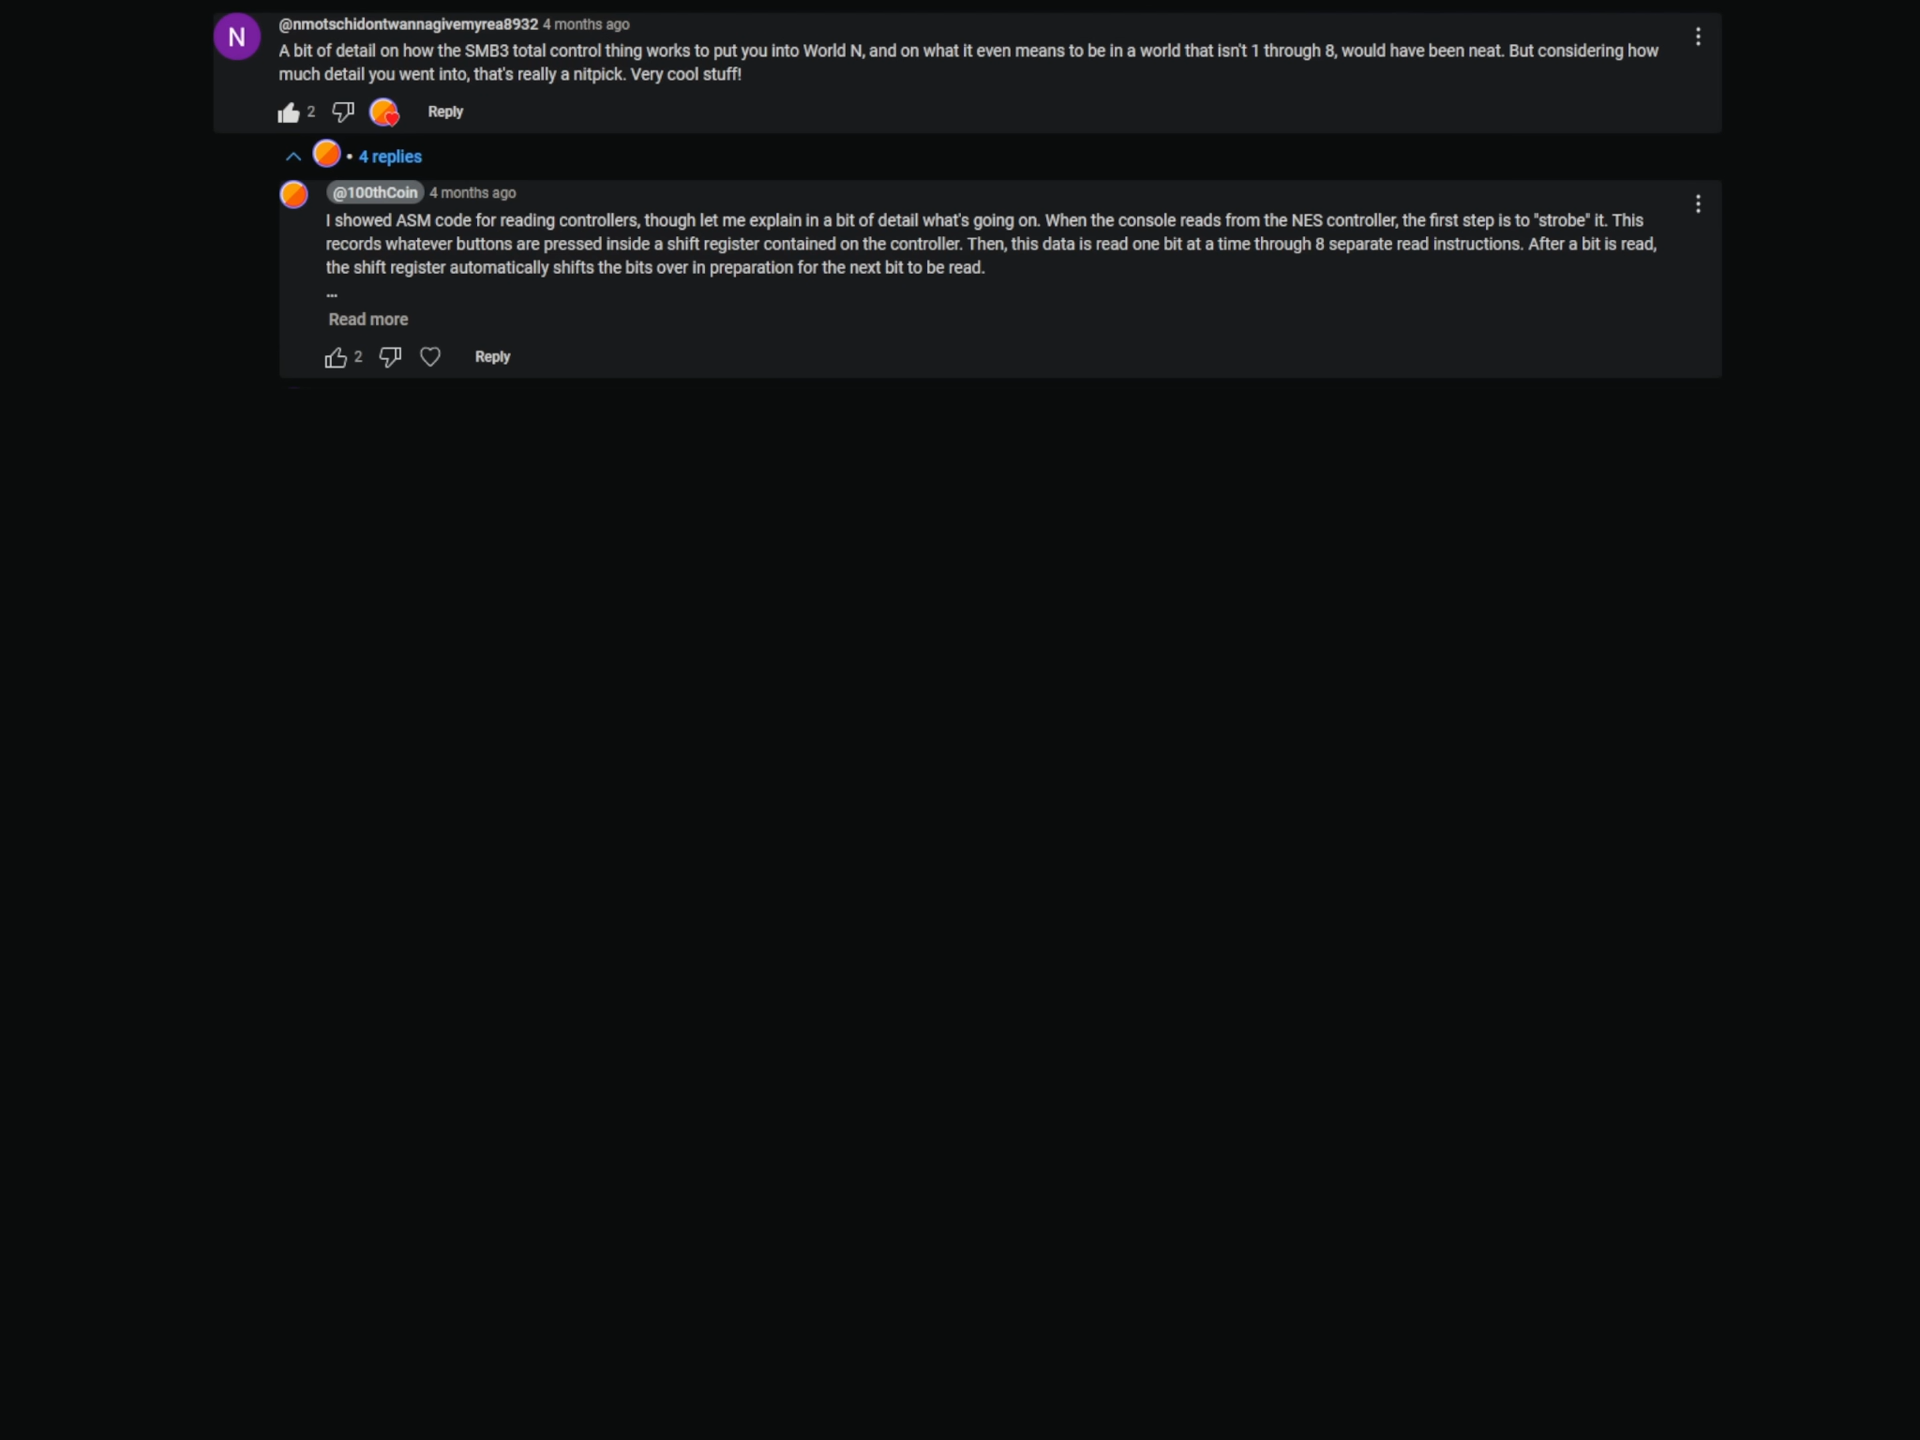 N
@nmotschidontwannagivemyrea8932 4 months ago
A bit of detail on how the SMB3 total control thing works to put you into World N, and on what it even means to be in a world that isn't 1 through 8, would have been neat. But considering how
much detail you went into, that's really a nitpick. Very cool stuff!
2 Reply
• 4 replies
@100thCoin 4 months ago
I showed ASM code for reading controllers, though let me explain in a bit of detail what's going on. When the console reads from the NES controller, the first step is to "strobe" it. This
records whatever buttons are pressed inside a shift register contained on the controller. Then, this data is read one bit at a time through 8 separate read instructions. After a bit is read,
the shift register automatically shifts the bits over in preparation for the next bit to be read.
...
Read more
2 Reply